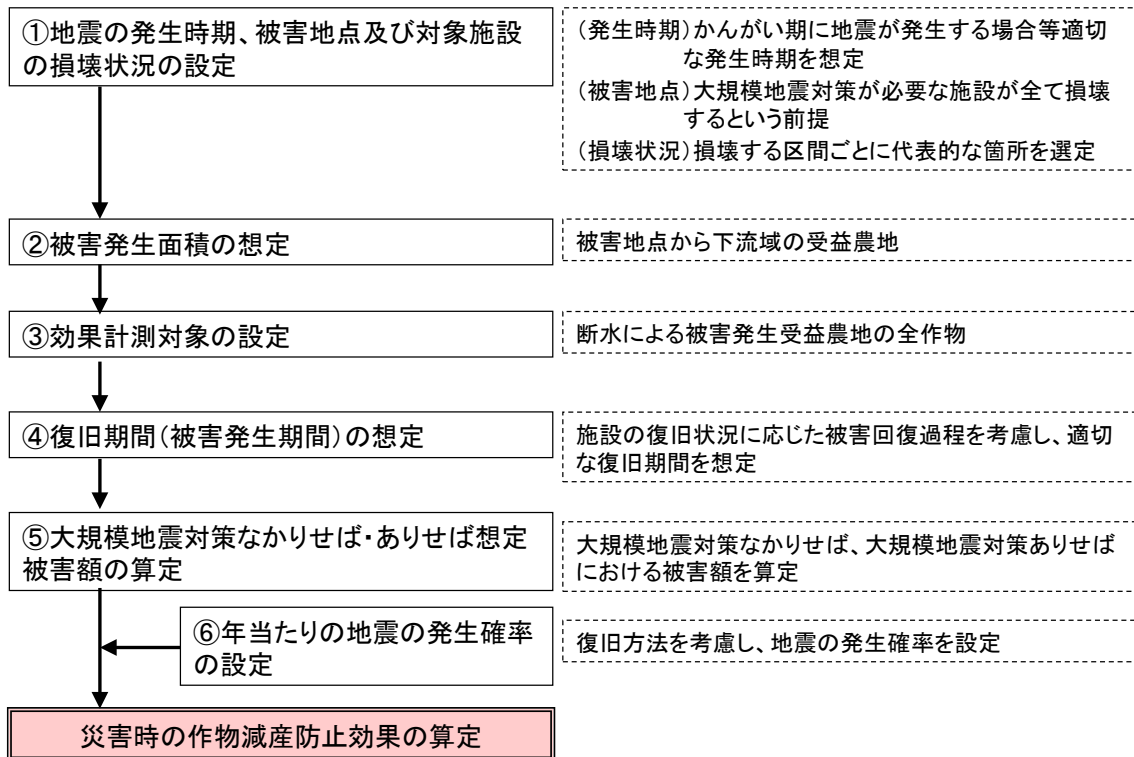 ①地震の発生時期、被害地点及び対象施設
の損壊状況の設定
(発生時期)かんがい期に地震が発生する場合等適切
な発生時期を想定
(被害地点)大規模地震対策が必要な施設が全て損壊
するという前提
(損壊状況)損壊する区間ごとに代表的な箇所を選定
②被害発生面積の想定
被害地点から下流域の受益農地
③効果計測対象の設定
断水による被害発生受益農地の全作物
④復旧期間(被害発生期間)の想定
施設の復旧状況に応じた被害回復過程を考慮し、適切
な復旧期間を想定
⑤大規模地震対策なかりせば・ありせば想定
被害額の算定
大規模地震対策なかりせば、大規模地震対策ありせば
における被害額を算定
⑥年当たりの地震の発生確率
の設定
復旧方法を考慮し、地震の発生確率を設定
災害時の作物減産防止効果の算定